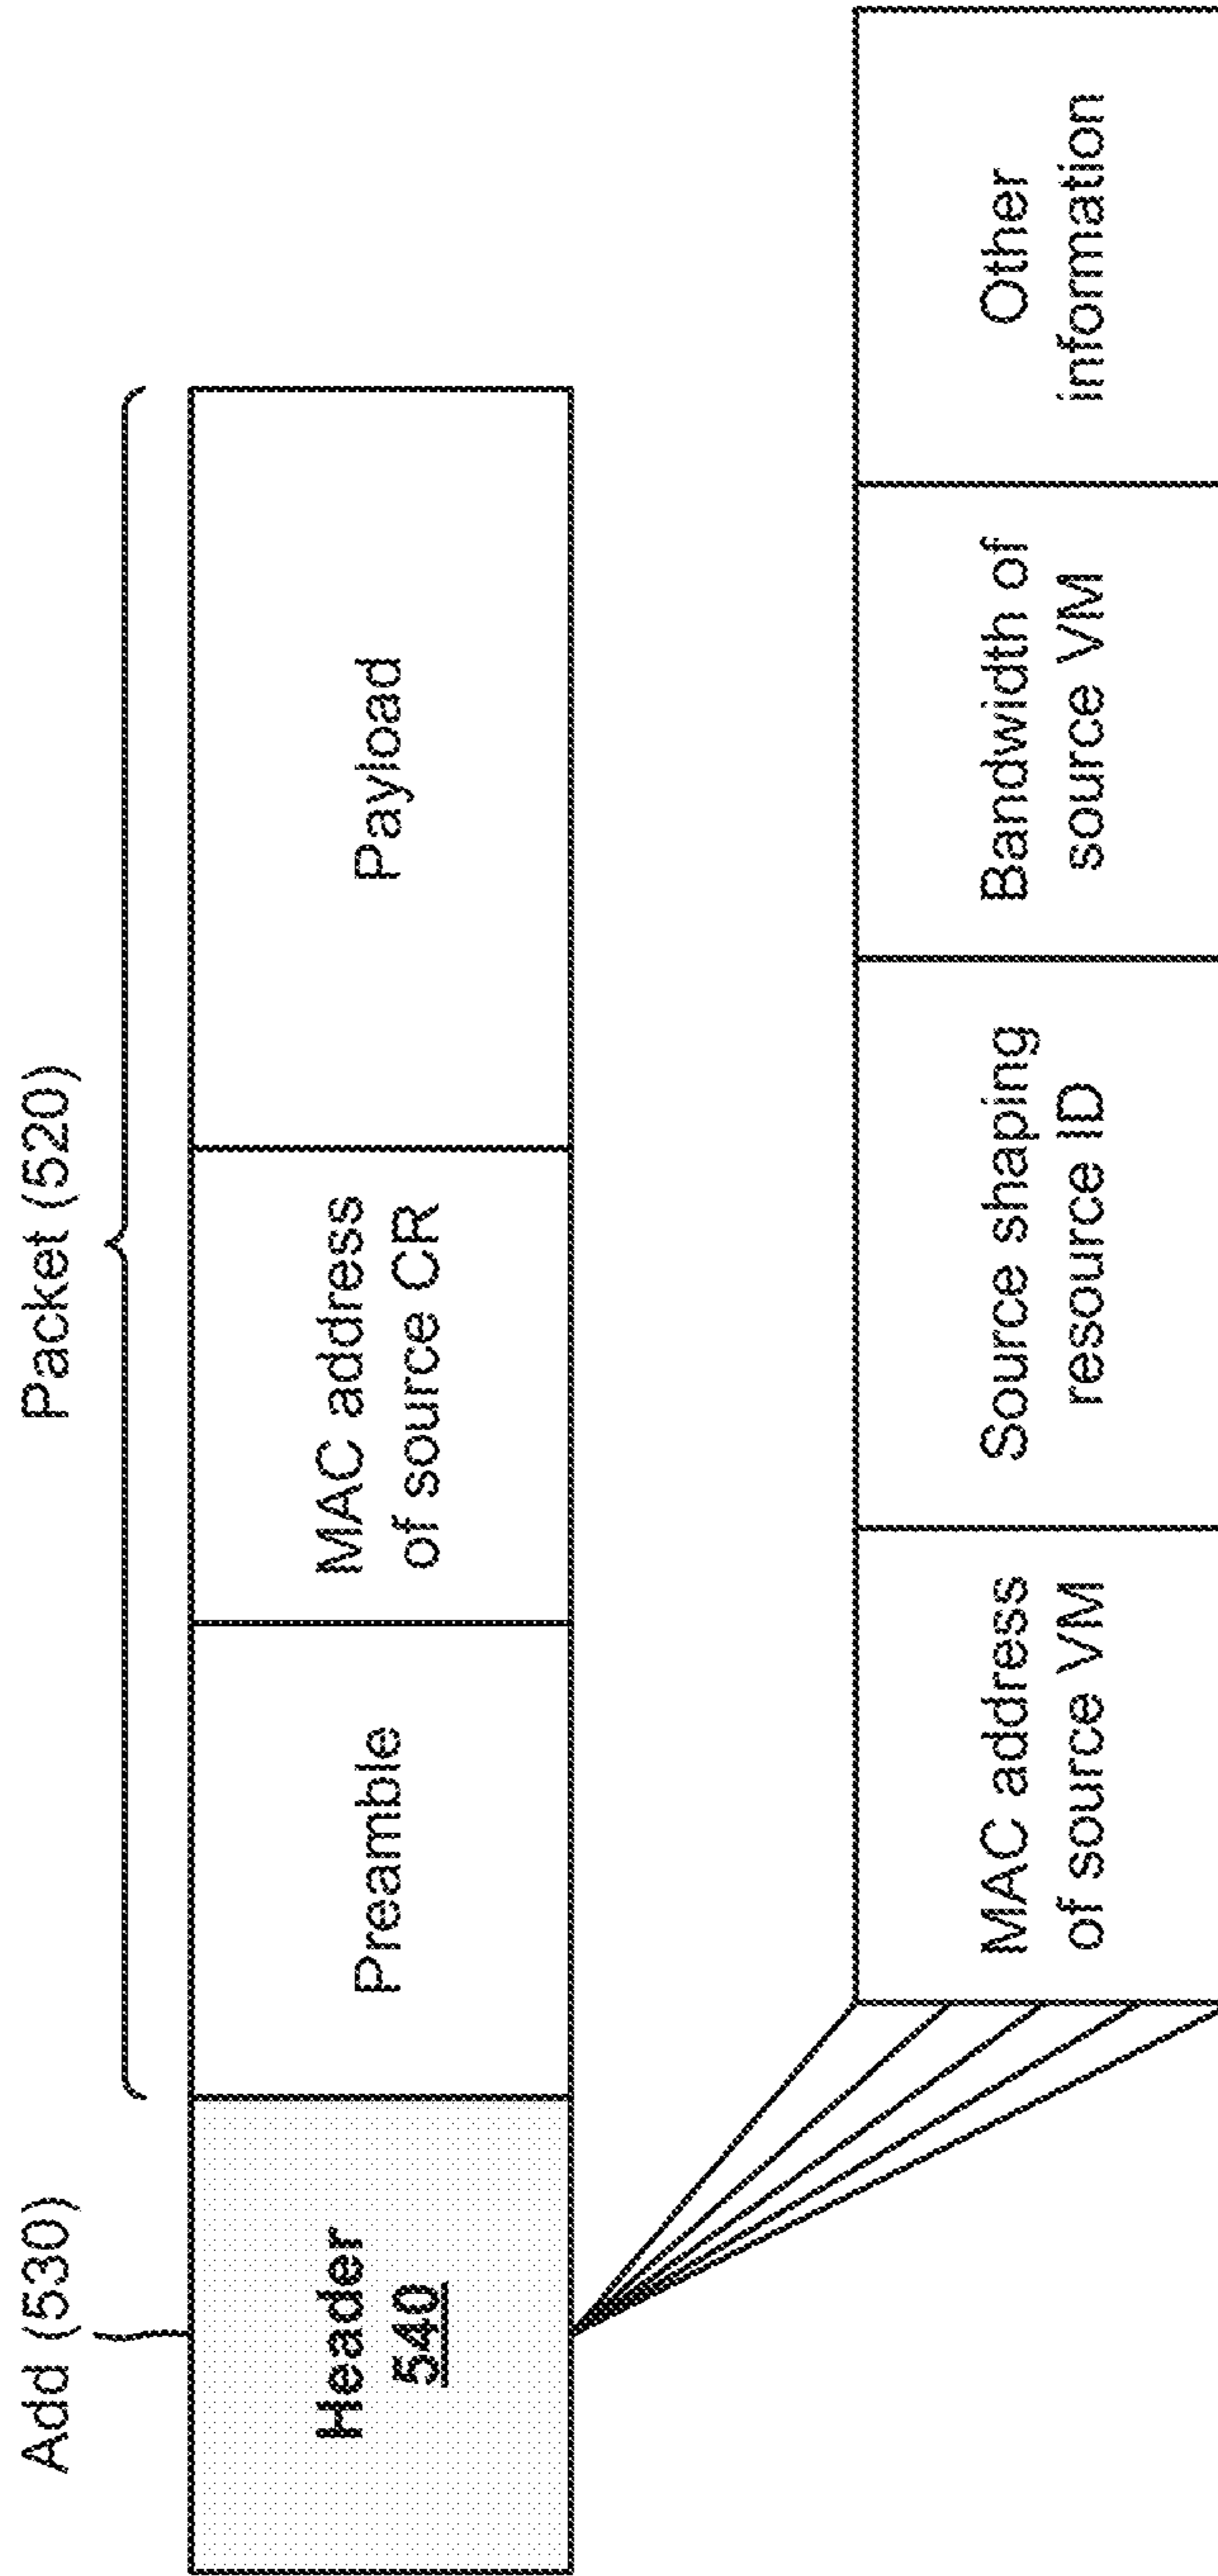 Add (530)
Packet (520)
Header
540
Preamble
MAC address
of source CR
Payload
MAC address
of source VM
Source shaping
resource ID
Bandwidth of
source VM
Other
information